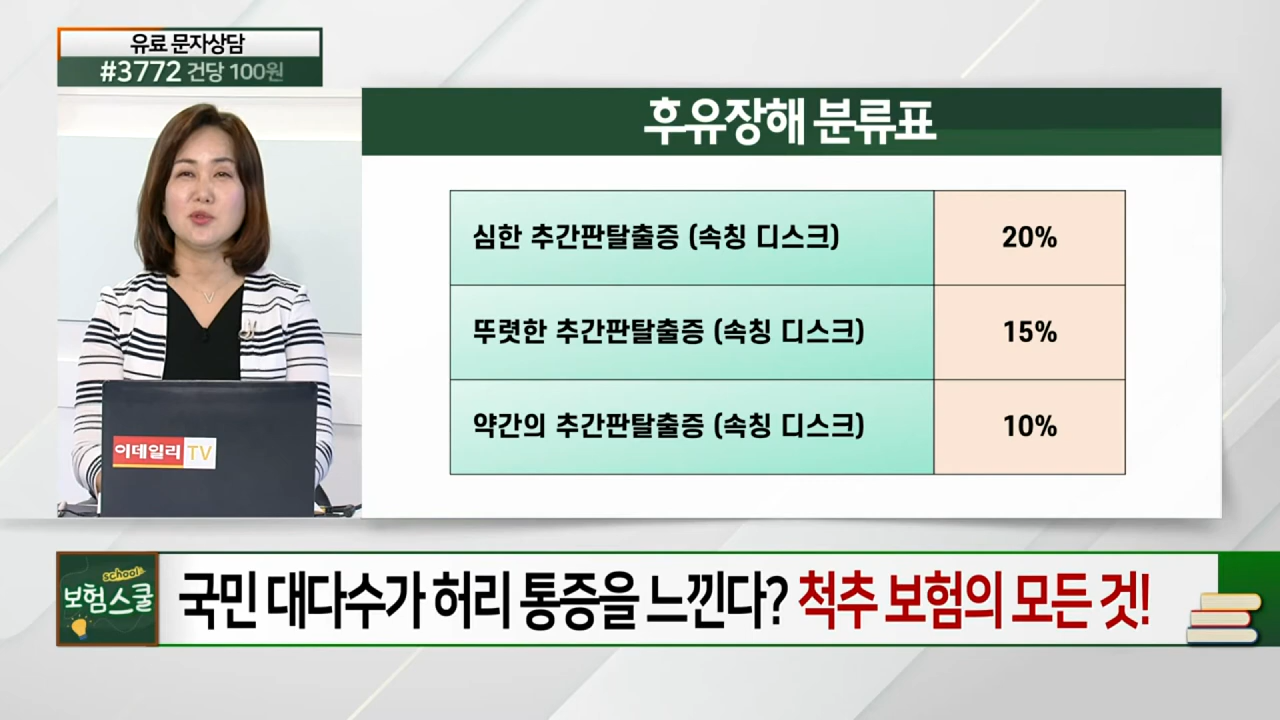 유료 문자상담
#3772 건당 100원
후유장해 분류표
심한 추간판탈출증 (속칭 디스크)
20%
뚜렷한 추간판탈출증 (속칭 디스크)
15%
약간의 추간판탈출증 (속칭 디스크)
10%
이데일리 TV
school
보험스쿨
국민 대다수가 허리 통증을 느낀다? 척추 보험의 모든 것!